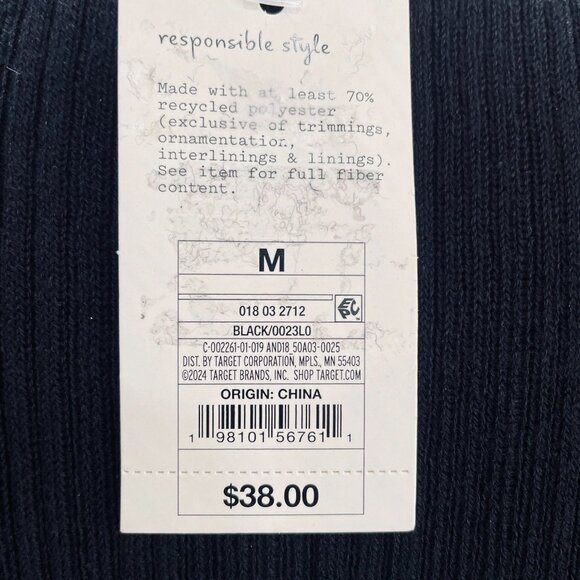 responsible style
Made with at least 70%
recycled polyester
(exclusive of trimmings,
ornamentation,
interlinings & linings).
See item for full fiber
content.
M
018 03 2712
BLACK/0023L0
C-002261-01-019 AND18 50A03-0025
DIST. BY TARGET CORPORATION, MPLS., MN 55403
©2024 TARGET BRANDS, INC. SHOP TARGET.COM
ORIGIN: CHINA
1 98101 56761 1
$38.00